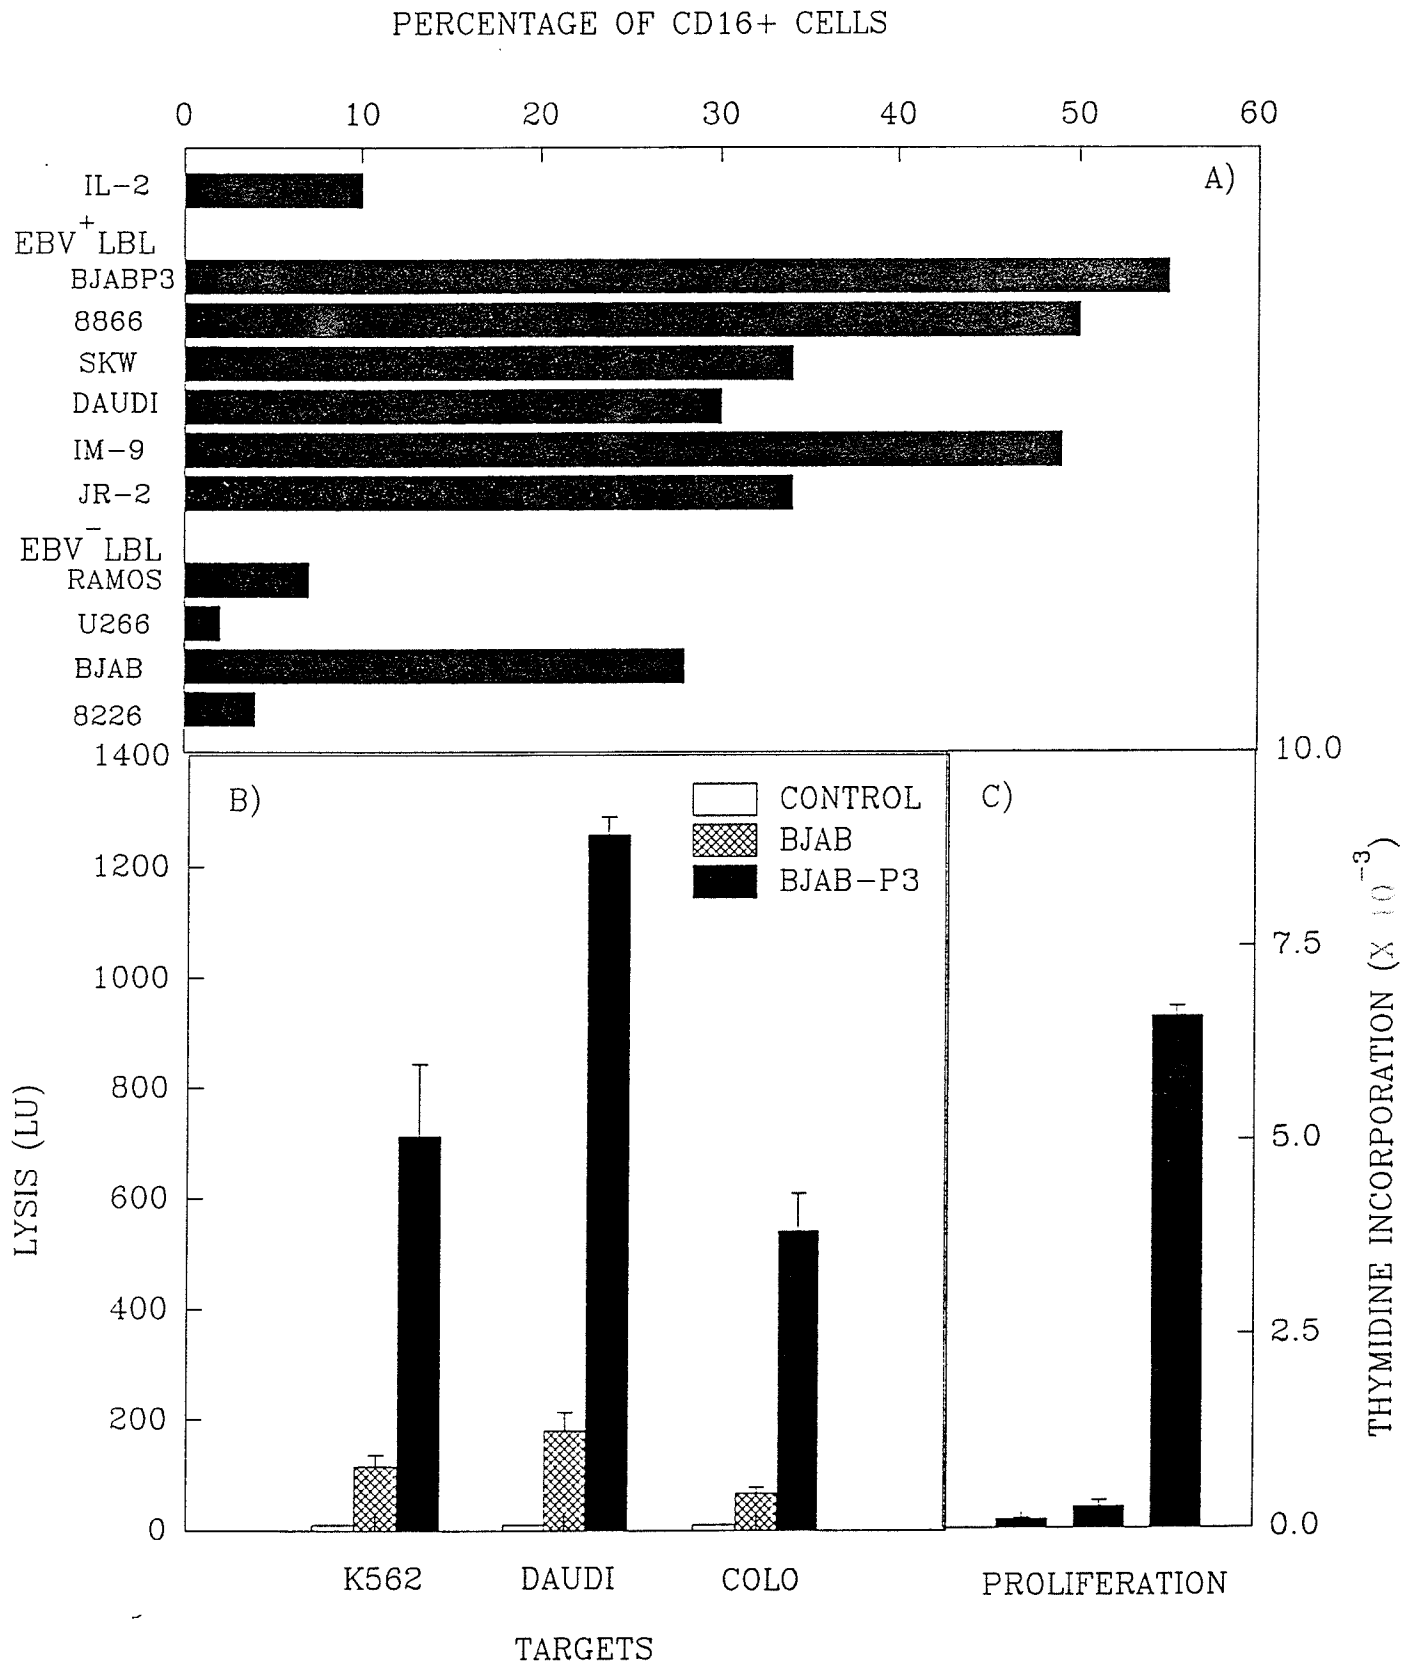 PERCENTAGE OF CD16+ CELLS
0 10 20 30 40 50 60
A)
IL-2
EBV+LBL
BJABP3
8866
SKW
DAUDI
IM-9
JR-2
EBV-LBL
RAMOS
U266
BJAB
8226
B)
CONTROL
BJAB
BJAB-P3
C)
1400
1200
1000
800
600
400
200
0
LYSIS (LU)
10.0
7.5
5.0
2.5
0.0
THYMIDINE INCORPORATION (X 10-3)
K562 DAUDI COLO
PROLIFERATION
TARGETS